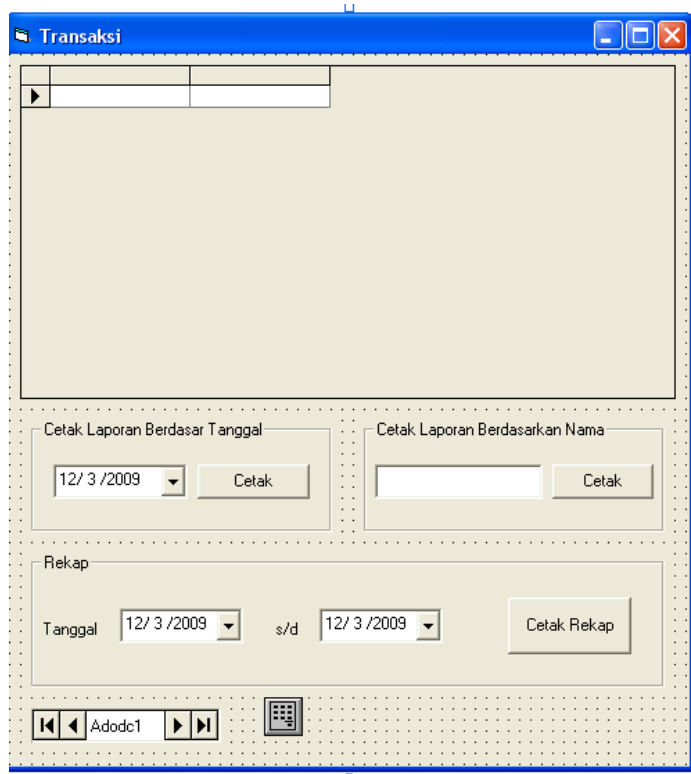 Transaksi
Cetak Laporan Berdasar Tanggal
12/ 3 /2009
Cetak
Cetak Laporan Berdasarkan Nama
Cetak
Rekap
Tanggal
12/ 3 /2009
s/d
12/ 3 /2009
Cetak Rekap
Adodc1